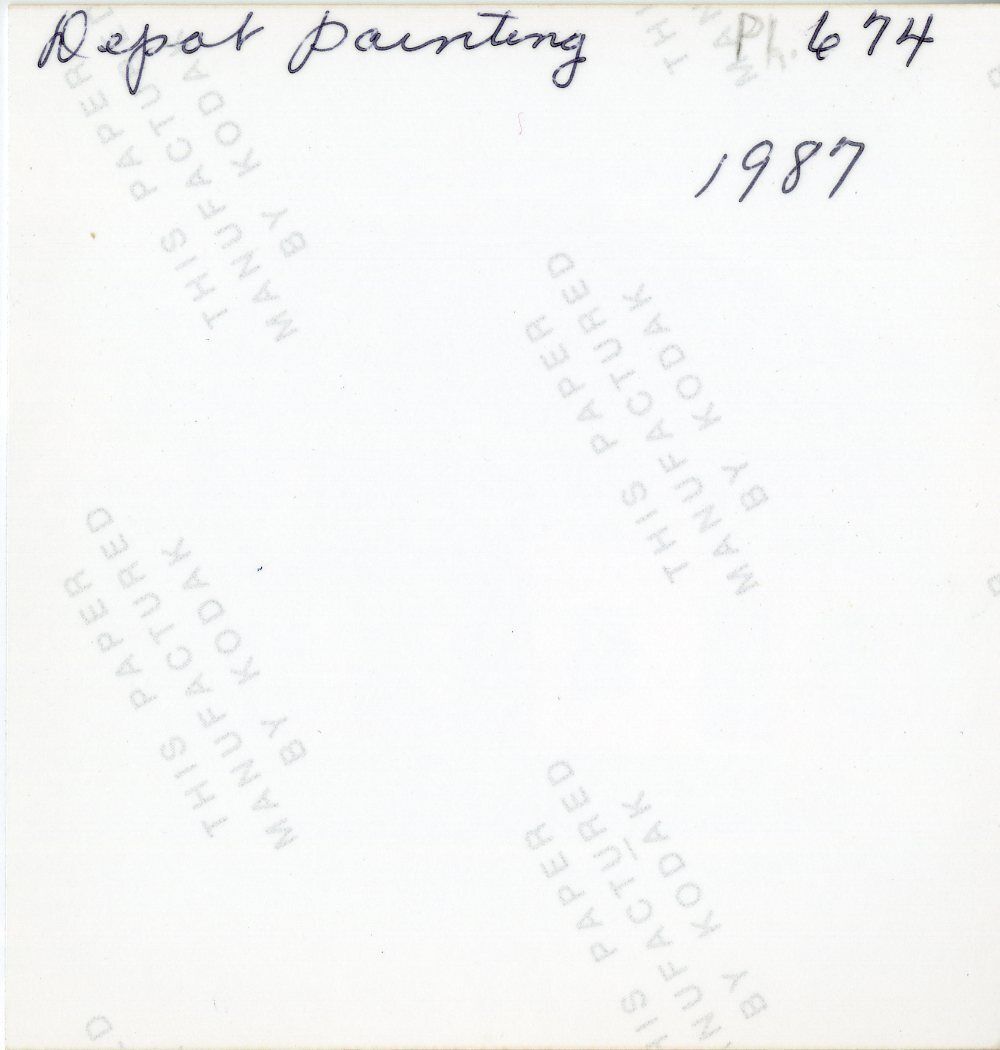 Depot Painting Ph. 674
1987
THIS PAPER
MANUFACTURED
BY KODAK
THIS PAPER
MANUFACTURED
BY KODAK
THIS PAPER
MANUFACTURED
BY KODAK
THIS PAPER
MANUFACTURED
BY KODAK